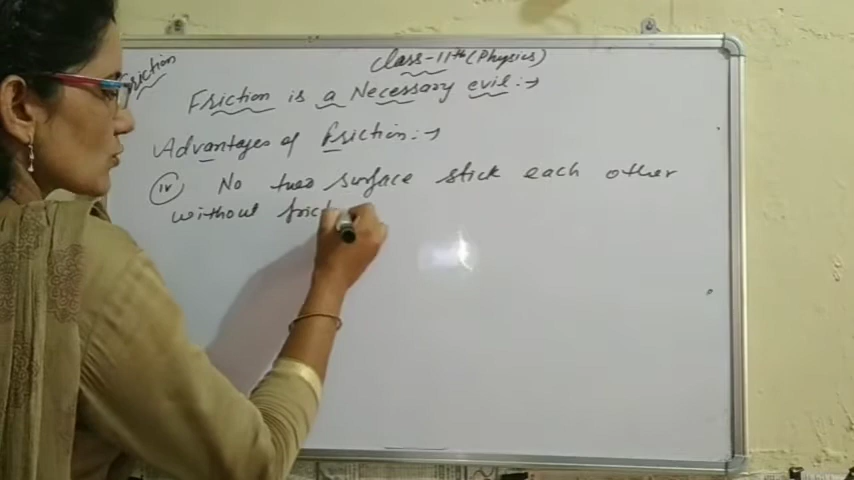 Friction
Class-11th (Physics)
Friction is a Necessary evil:→
Advantages of Friction:→
(iv) No two surface stick each other
without frict